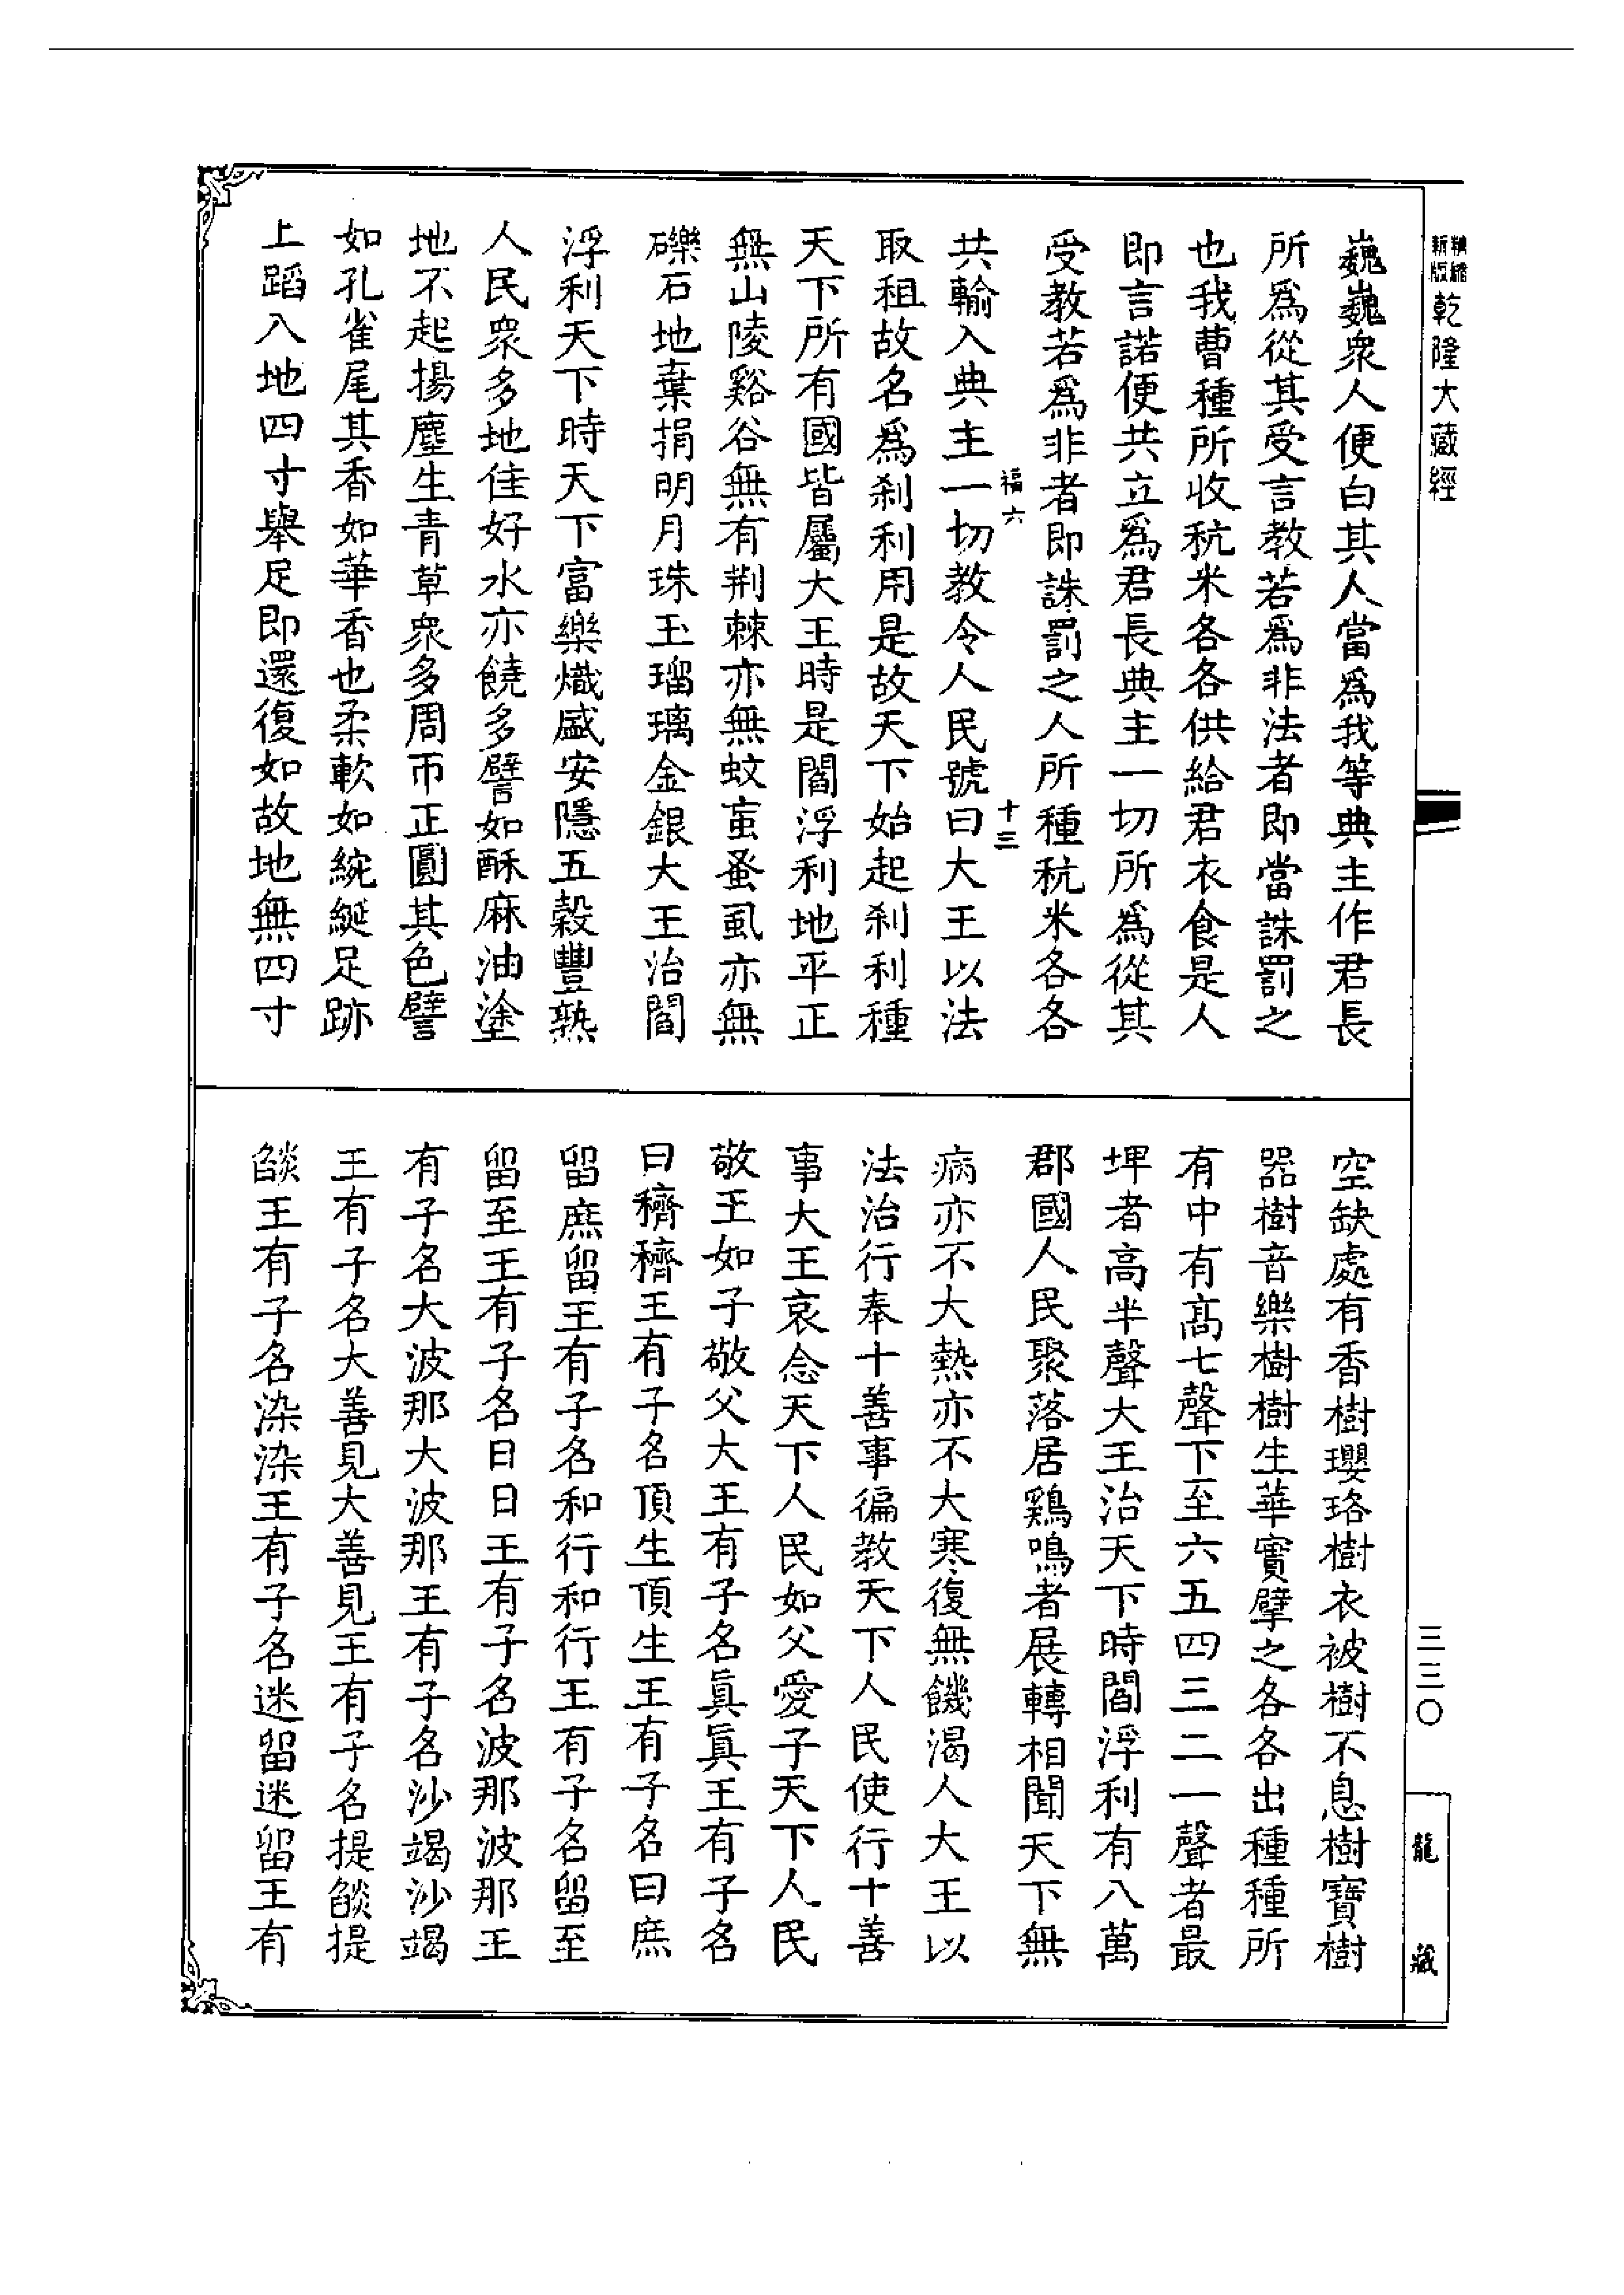 精縮新版乾隆大藏經
巍巍衆人便白其人當爲我等典主作君長
所爲從其受言教若爲非法者即當誅罰之
也我曹種所收秔米各各供給君衣食是人
即言諾便共立爲君長典主一切所爲從其
受教若爲非者即誅罰之人所種秔米各各
福六 十三
共輸入典主一切教令人民號曰大王以法
取租故名爲刹利用是故天下始起刹利種
天下所有國皆屬大王時是閻浮利地平正
無山陵谿谷無有荆棘亦無蚊䖟蚤虱亦無
礫石地棄捐明月珠玉瑠璃金銀大王治閻
浮利天下時天下富樂熾盛安隱五穀豐熟
人民衆多地佳好水亦饒多譬如酥麻油塗
地不起揚塵生青草衆多周帀正圓其色譬
如孔雀尾其香如華香也柔軟如綩綖足跡
上蹈入地四寸舉足即還復如故地無四寸
空缺處有香樹瓔珞樹衣被樹不息樹寶樹
器樹音樂樹樹生華實擘之各各出種種所
有中有髙七聲下至六五四三二一聲者最
埤者高半聲大王治天下時閻浮利有八萬
郡國人民聚落居鷄鳴者展轉相聞天下無
病亦不大熱亦不大寒復無饑渴人大王以
法治行奉十善事徧教天下人民使行十善
事大王哀念天下人民如父愛子天下人民
敬王如子敬父大王有子名眞眞王有子名
曰穧穧王有子名頂生頂生王有子名曰庶
留庶留王有子名和行和行王有子名留至
留至王有子名日日王有子名波那波那王
有子名大波那大波那王有子名沙竭沙竭
王有子名大善見大善見王有子名提燄提
燄王有子名染染王有子名迷留迷留王有
三三〇
龍藏